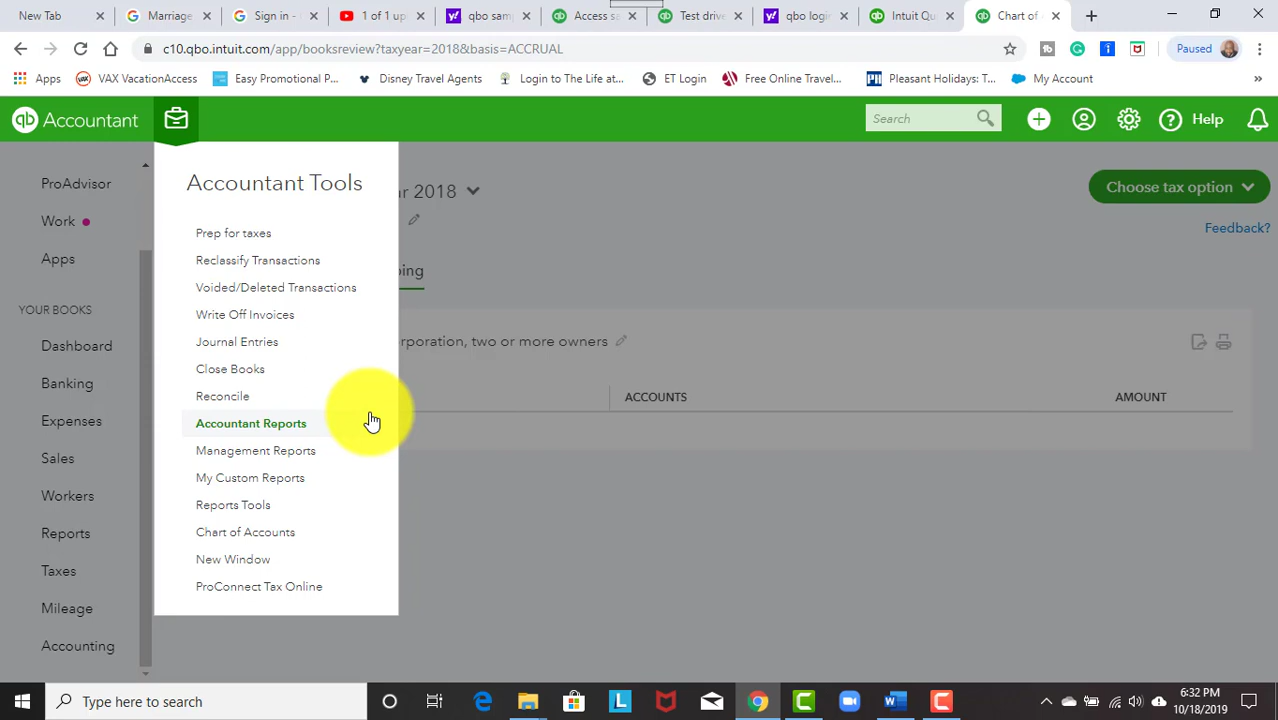 New Tab
Marriage
Sign in -
1 of 1 up
qbo samp
Access sa
Test drive
qbo logi
Intuit Qu
Chart of
c10.qbo.intuit.com/app/booksreview?taxyear=2018&basis=ACCRUAL
Paused
Apps
VAX VacationAccess
Easy Promotional P...
Disney Travel Agents
Login to The Life at...
ET Login
Free Online Travel...
Pleasant Holidays: T...
My Account
»
qb Accountant
Search
Help
Accountant Tools
Prep for taxes
Reclassify Transactions
Voided/Deleted Transactions
Write Off Invoices
Journal Entries
Close Books
Reconcile
Accountant Reports
Management Reports
My Custom Reports
Reports Tools
Chart of Accounts
New Window
ProConnect Tax Online
ProAdvisor
Work
Apps
YOUR BOOKS
Dashboard
Banking
Expenses
Sales
Workers
Reports
Taxes
Mileage
Accounting
ar 2018
Choose tax option
Feedback?
ping
orporation, two or more owners
ACCOUNTS
AMOUNT
Type here to search
6:32 PM
10/18/2019